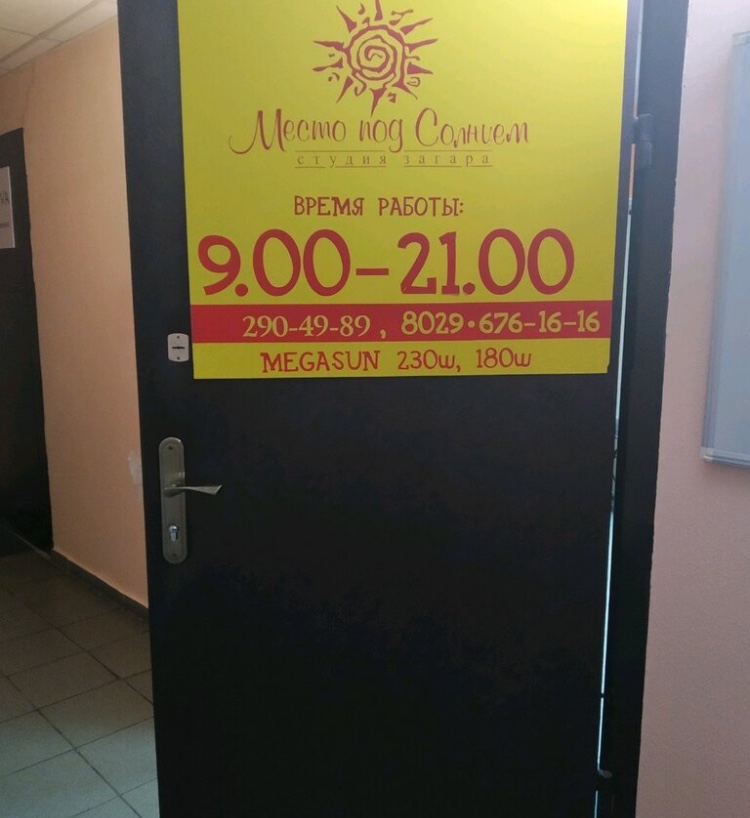 Место под Солнцем
студия загара
ВРЕМЯ РАБОТЫ:
9.00-21.00
290-49-89, 8029•676-16-16
MEGASUN 230w, 180w